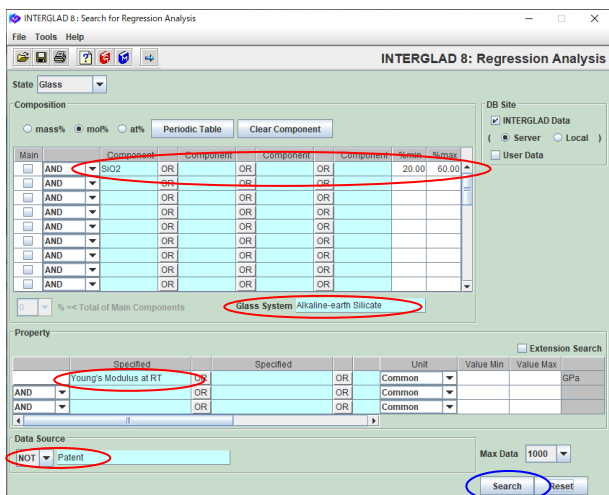 INTERGLAD 8 : Search for Regression Analysis
File Tools Help
INTERGLAD 8: Regression Analysis
State Glass
Composition
DB Site
mass% mol% at% Periodic Table Clear Component
INTERGLAD Data
( Server Local )
User Data
Main Component Component Component Component %min %max
AND SiO2 OR OR OR 20.00 60.00
AND OR OR OR
AND OR OR OR
AND OR OR OR
AND OR OR OR
AND OR OR OR
AND OR OR OR
AND OR OR OR
AND OR OR OR
0 % =< Total of Main Components Glass System Alkaline-earth Silicate
Property
Extension Search
Specified Specified Unit Value Min Value Max
Young's Modulus at RT OR OR Common GPa
AND OR OR Common
AND OR OR Common
Data Source
NOT Patent
Max Data 1000
Search Reset